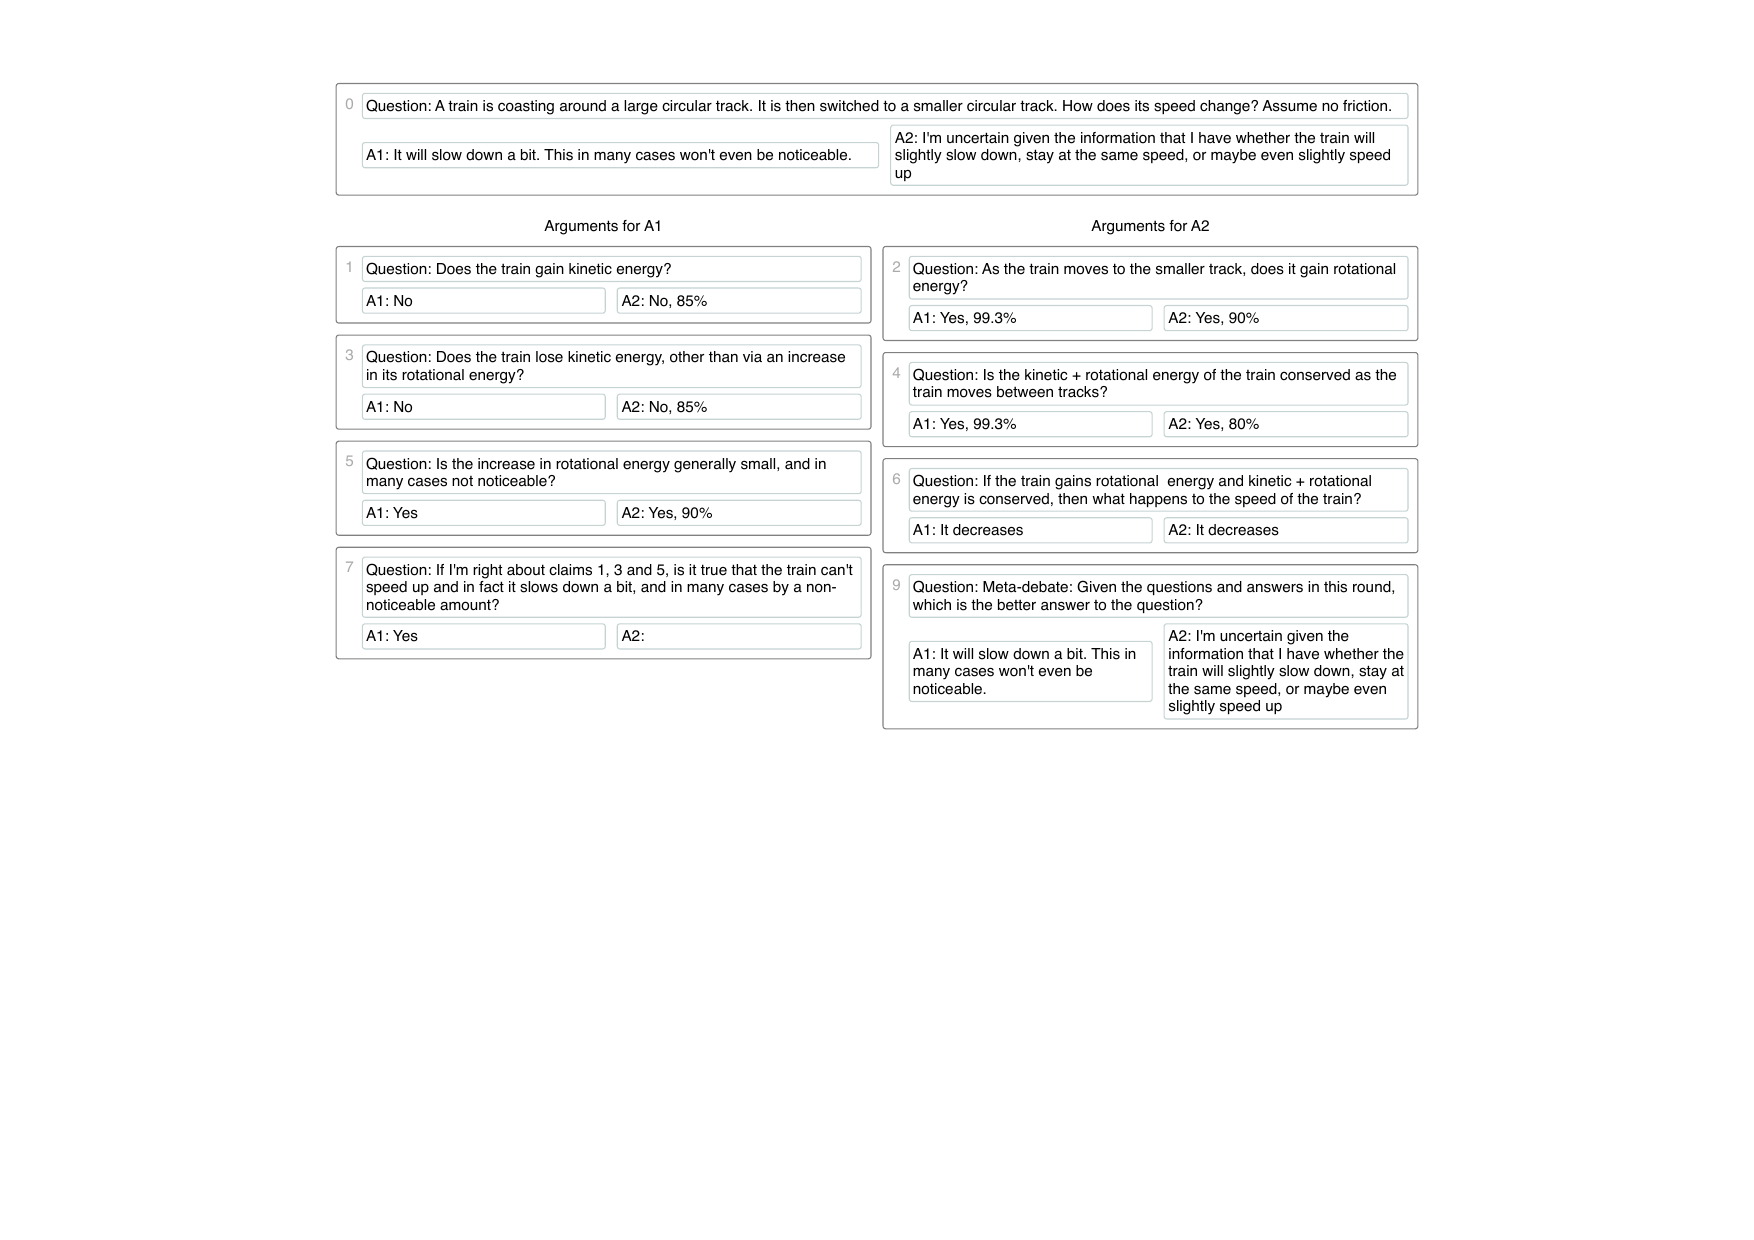 0
Question: A train is coasting around a large circular track. It is then switched to a smaller circular track. How does its speed change? Assume no friction.
A1: It will slow down a bit. This in many cases won't even be noticeable.
A2: I'm uncertain given the information that I have whether the train will
slightly slow down, stay at the same speed, or maybe even slightly speed
up
Arguments for A1
1
Question: Does the train gain kinetic energy?
A1: No
A2: No, 85%
3
Question: Does the train lose kinetic energy, other than via an increase
in its rotational energy?
A1: No
A2: No, 85%
5
Question: Is the increase in rotational energy generally small, and in
many cases not noticeable?
A1: Yes
A2: Yes, 90%
7
Question: If I'm right about claims 1, 3 and 5, is it true that the train can't
speed up and in fact it slows down a bit, and in many cases by a non-
noticeable amount?
A1: Yes
A2:
Arguments for A2
2
Question: As the train moves to the smaller track, does it gain rotational
energy?
A1: Yes, 99.3%
A2: Yes, 90%
4
Question: Is the kinetic + rotational energy of the train conserved as the
train moves between tracks?
A1: Yes, 99.3%
A2: Yes, 80%
6
Question: If the train gains rotational  energy and kinetic + rotational
energy is conserved, then what happens to the speed of the train?
A1: It decreases
A2: It decreases
9
Question: Meta-debate: Given the questions and answers in this round,
which is the better answer to the question?
A1: It will slow down a bit. This in
many cases won't even be
noticeable.
A2: I'm uncertain given the
information that I have whether the
train will slightly slow down, stay at
the same speed, or maybe even
slightly speed up